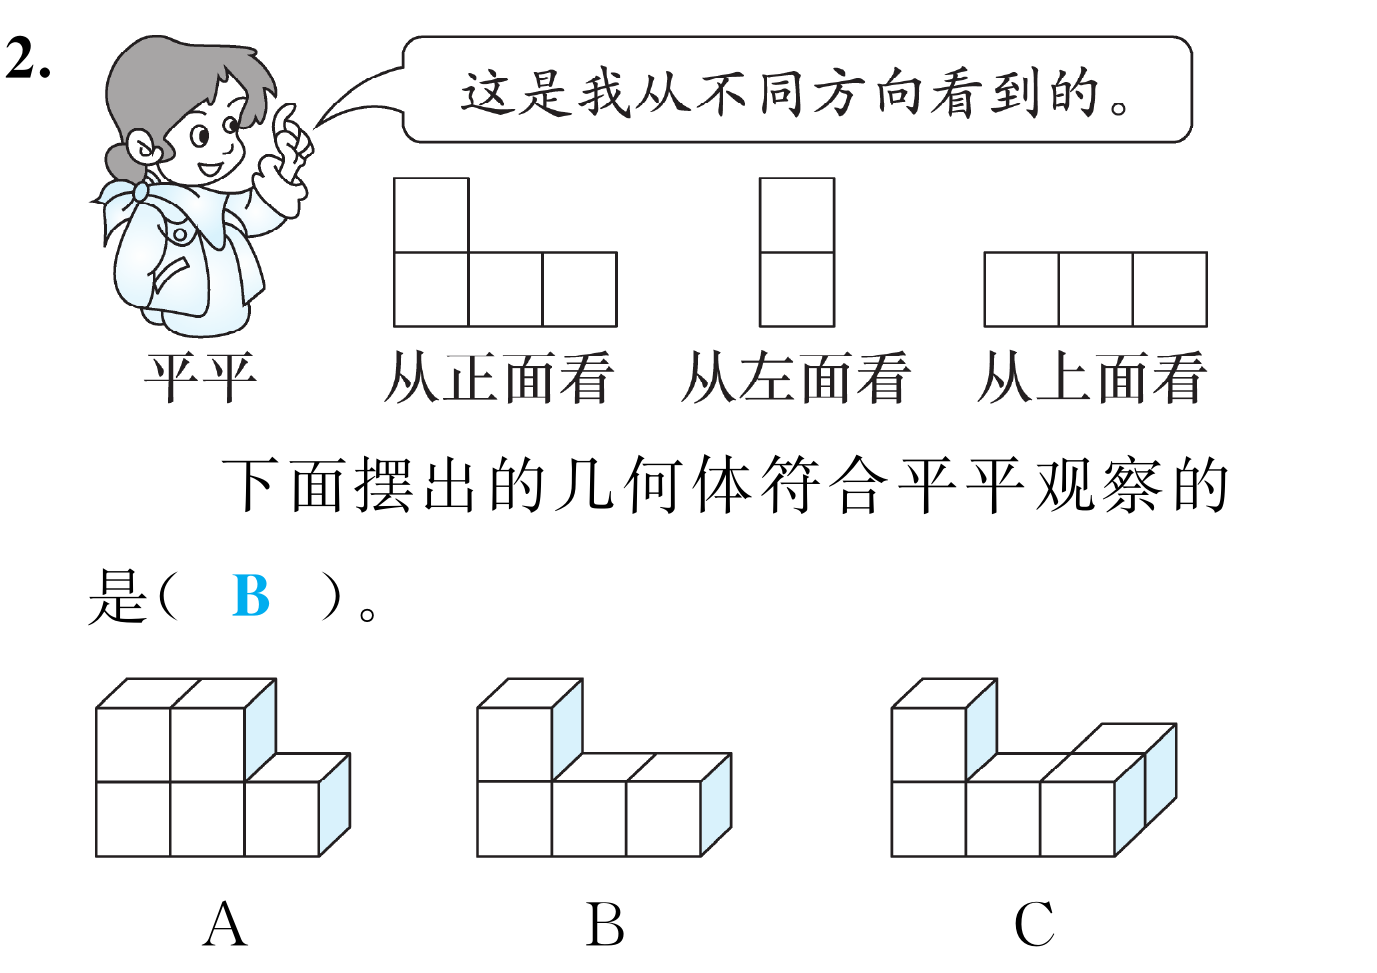 2.
这是我从不同方向看到的。
平平 从正面看 从左面看 从上面看
下面摆出的几何体符合平平观察的
是( B )。
A B C